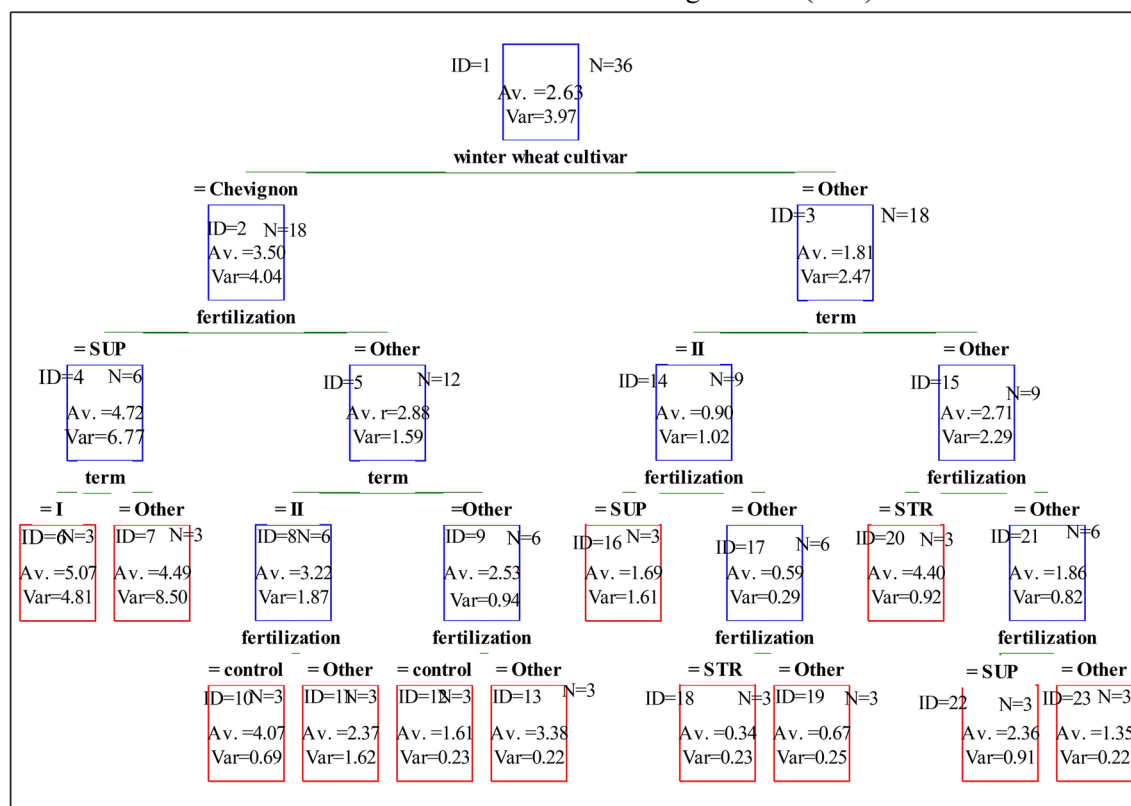 ID=1 N=36
Av. =2.63
Var=3.97
winter wheat cultivar
= Chevignon = Other
ID=2 N=18 ID=3 N=18
Av. =3.50 Av. =1.81
Var=4.04 Var=2.47
fertilization term
= SUP = Other = II = Other
ID=4 N=6 ID=5 N=12 ID=14 N=9 ID=15 N=9
Av. =4.72 Av. r=2.88 Av. =0.90 Av.=2.71
Var=6.77 Var=1.59 Var=1.02 Var=2.29
term term fertilization fertilization
= I = Other = II =Other = SUP = Other = STR = Other
ID=6 N=3 ID=7 N=3 ID=8 N=6 ID=9 N=6 ID=16 N=3 ID=17 N=6 ID=20 N=3 ID=21 N=6
Av. =5.07 Av. =4.49 Av. =3.22 Av. =2.53 Av. =1.69 Av. =0.59 Av. =4.40 Av. =1.86
Var=4.81 Var=8.50 Var=1.87 Var=0.94 Var=1.61 Var=0.29 Var=0.92 Var=0.82
fertilization fertilization fertilization fertilization
= control = Other = control = Other = STR = Other = SUP = Other
ID=10 N=3 ID=11 N=3 ID=12 N=3 ID=13 N=3 ID=18 N=3 ID=19 N=3 ID=22 N=3 ID=23 N=3
Av. =4.07 Av. =2.37 Av. =1.61 Av. =3.38 Av. =0.34 Av. =0.67 Av. =2.36 Av. =1.35
Var=0.69 Var=1.62 Var=0.23 Var=0.22 Var=0.23 Var=0.25 Var=0.91 Var=0.22